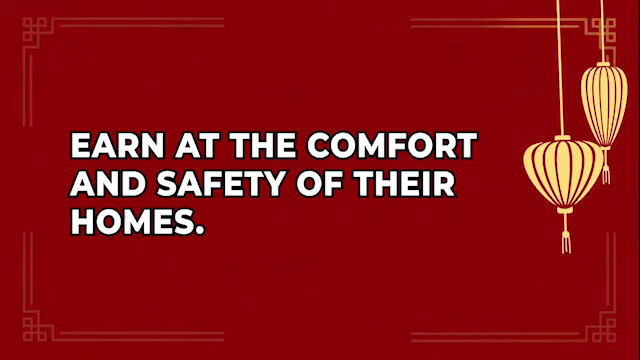 EARN AT THE COMFORT
AND SAFETY OF THEIR
HOMES.